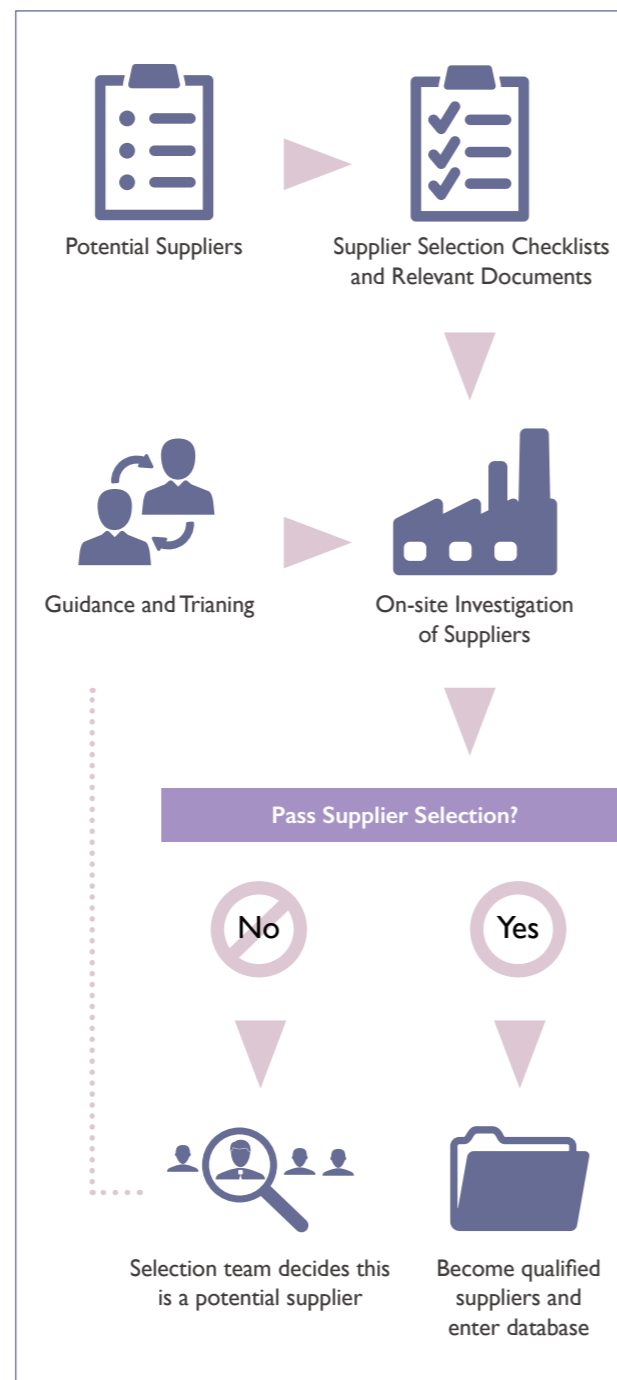 Potential Suppliers
Supplier Selection Checklists
and Relevant Documents
Guidance and Trianing
On-site Investigation
of Suppliers
Pass Supplier Selection?
No
Yes
Selection team decides this
is a potential supplier
Become qualified
suppliers and
enter database